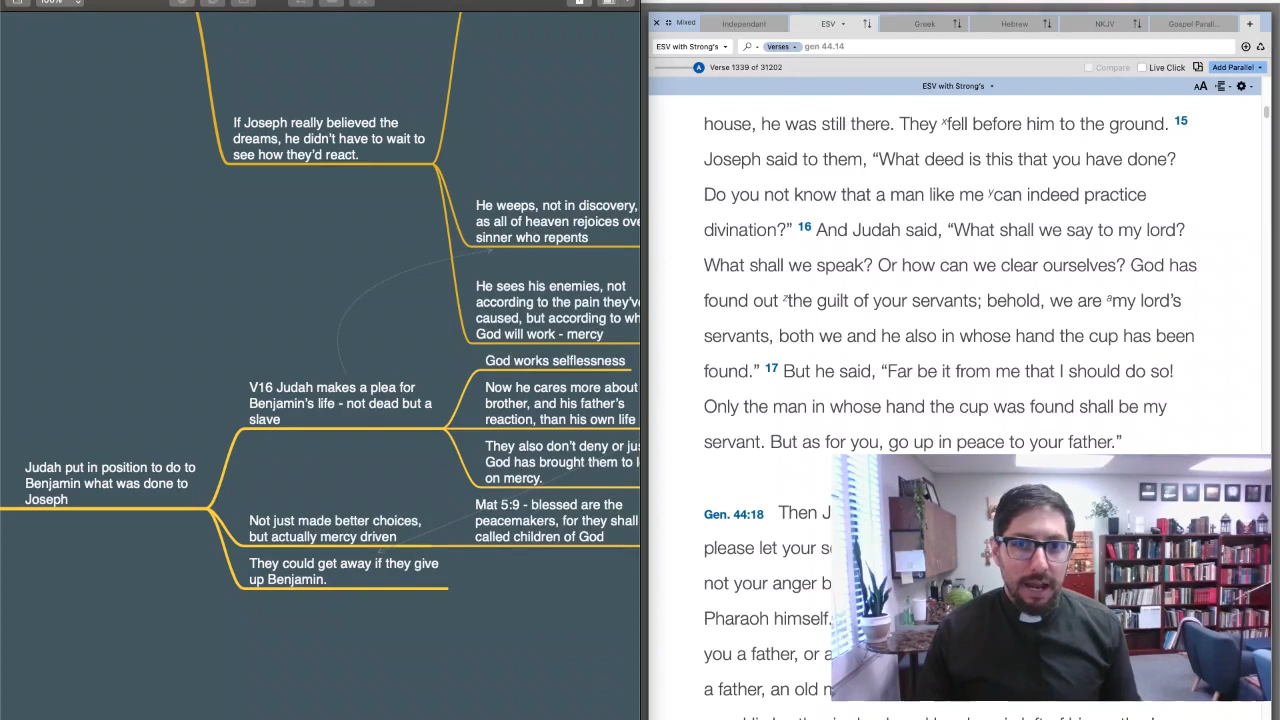 100%
If Joseph really believed the
dreams, he didn't have to wait to
see how they'd react.
He weeps, not in discovery,
as all of heaven rejoices
sinner who repents
He sees his enemies, not
according to the pain
caused, but according to
God will work - mercy
V16 Judah makes a plea for
Benjamin's life - not dead but a
slave
God works selflessness
Now he cares more about
brother, and his father's
reaction, than his own life
They also don't deny or
God has brought them to
on mercy.
Judah put in position to do to
Benjamin what was done to
Joseph
Not just made better choices,
but actually mercy driven
Mat 5:9 - blessed are the
peacemakers, for they shall
called children of God
They could get away if they give
up Benjamin.
Mixed
Independant
ESV
Greek
Hebrew
NKJV
Gospel Parall...
+
ESV with Strong's
Verses
gen 44.14
A
Verse 1339 of 31202
Compare
Live Click
Add Parallel
ESV with Strong's
AA
house, he was still there. They xfell before him to the ground. 15
Joseph said to them, “What deed is this that you have done?
Do you not know that a man like me ycan indeed practice
divination?” 16 And Judah said, “What shall we say to my lord?
What shall we speak? Or how can we clear ourselves? God has
found out zthe guilt of your servants; behold, we are amy lord’s
servants, both we and he also in whose hand the cup has been
found.” 17 But he said, “Far be it from me that I should do so!
Only the man in whose hand the cup was found shall be my
servant. But as for you, go up in peace to your father.”
Gen. 44:18 Then J
please let your
not your anger
Pharaoh himself.
you a father, or a
a father, an old